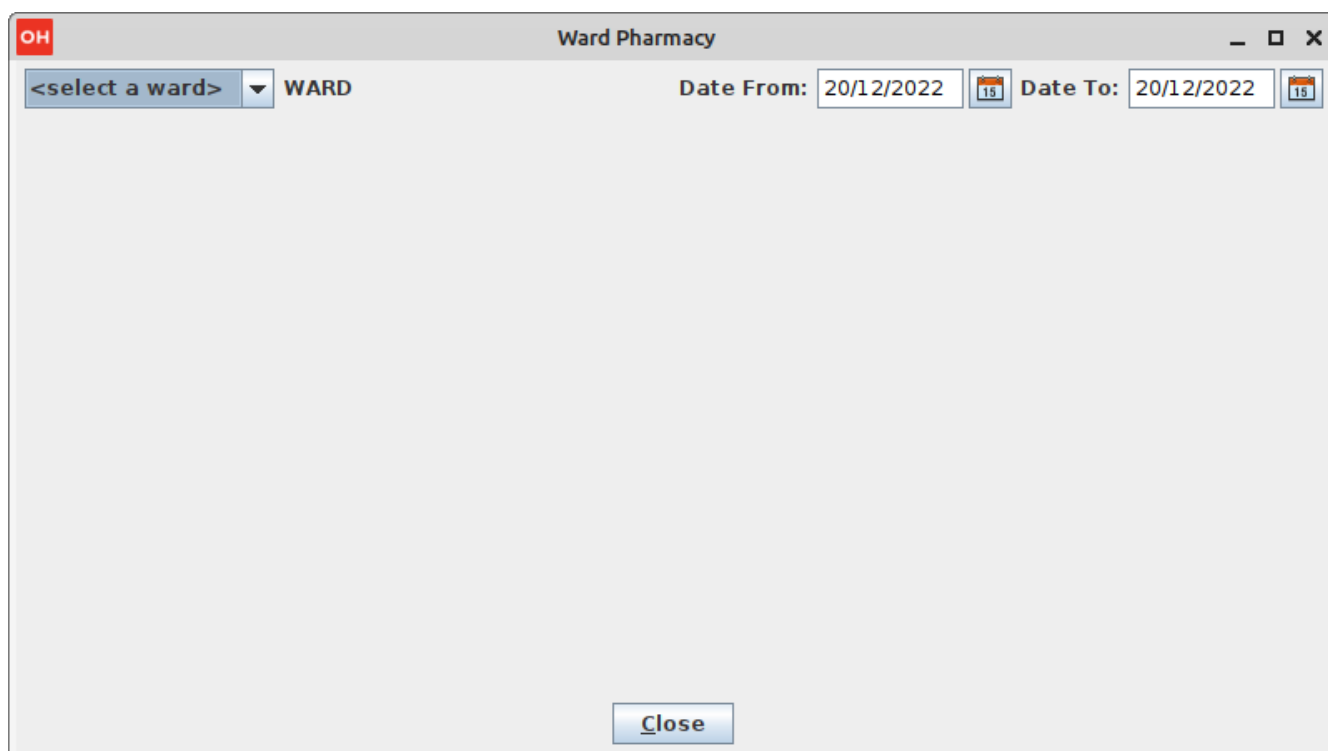 OH Ward Pharmacy
<select a ward> WARD Date From: 20/12/2022 15 Date To: 20/12/2022 15
Close